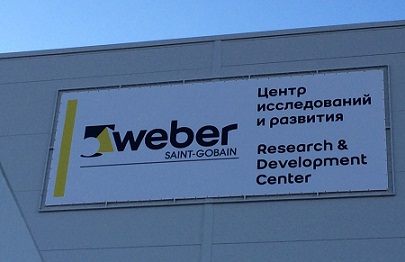 weber
SAINT-GOBAIN
Центр
исследований
и развития
Research &
Development
Center